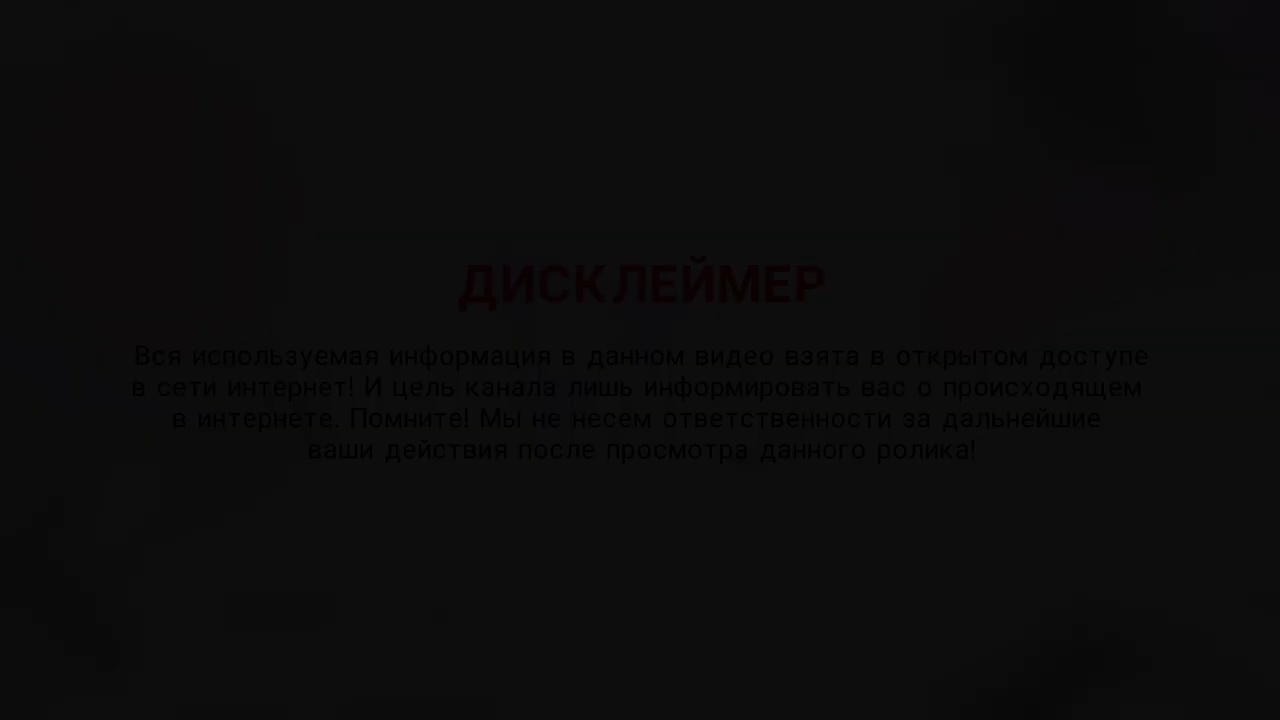 ДИСКЛЕЙМЕР
Вся используемая информация в данном видео взята в открытом доступе
в сети интернет! И цель канала лишь информировать вас о происходящем
в интернете. Помните! Мы не несем ответственности за дальнейшие
ваши действия после просмотра данного ролика!